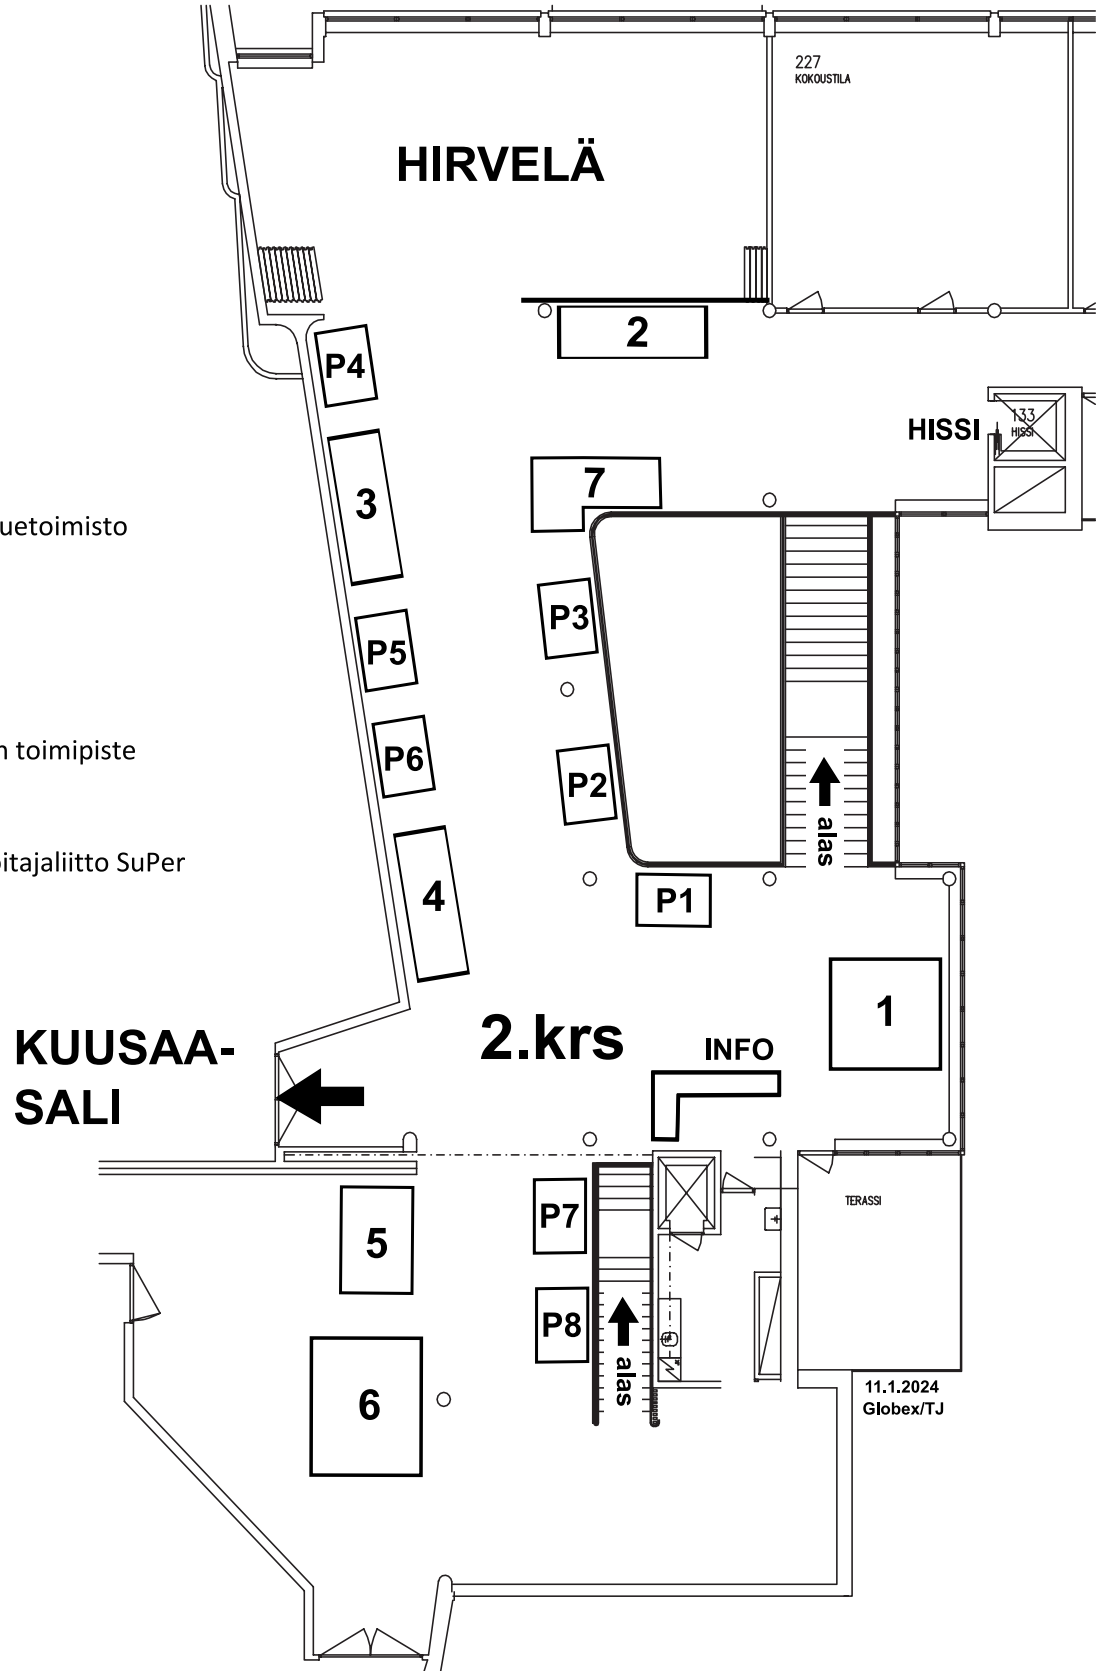 227
KOKOUSTILA
HIRVELÄ
2
P4
HISSI
133
HISSI
7
3
uetoimisto
P3
P5
n toimipiste
P6
P2
alas
oitajaliitto SuPer
4
P1
1
2.krs
INFO
KUUSAA-
SALI
P7
TERASSI
5
P8
alas
6
11.1.2024
Globex/TJ